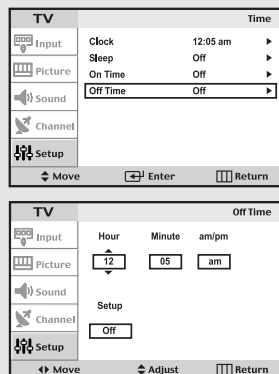 TV Time
Input
Picture
Sound
Channel
Setup
Clock 12:05 am
Sleep Off
On Time Off
Off Time Off
Move Enter Return
TV Off Time
Input
Picture
Sound
Channel
Setup
Hour Minute am/pm
12 05 am
Setup
Off
Move Adjust Return